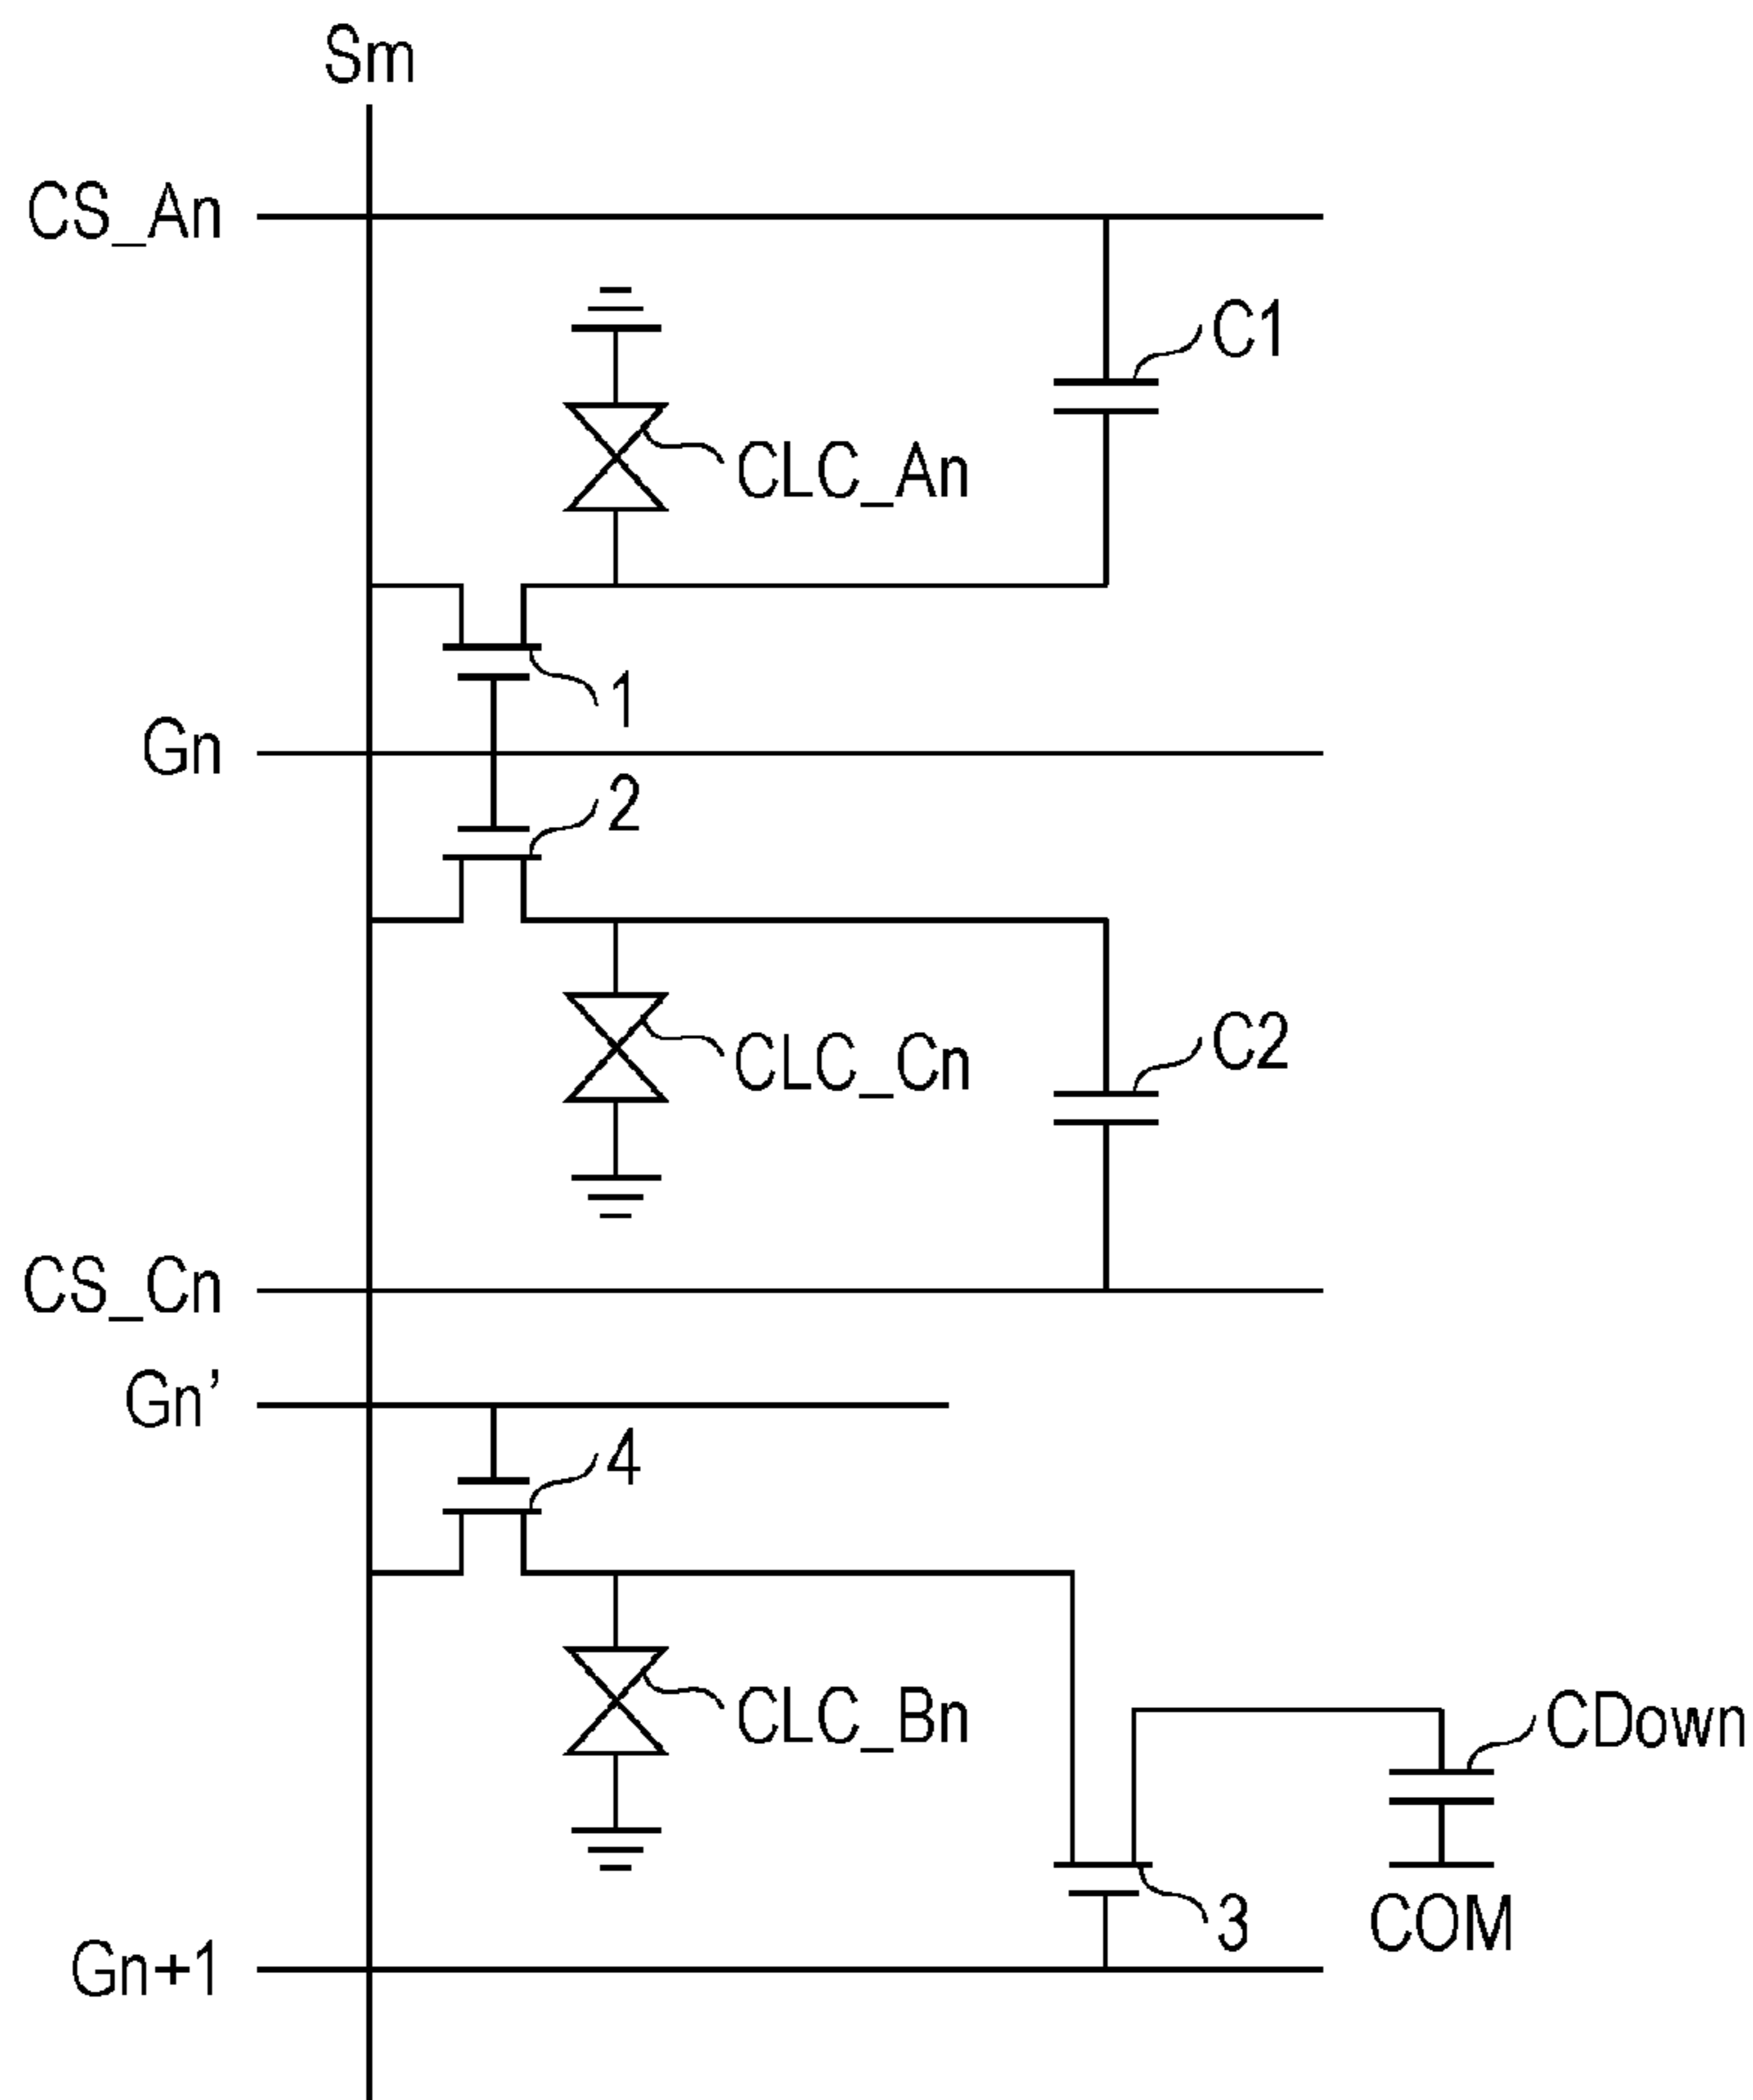 Sm
CS_An
C1
CLC_An
1
Gn
2
CLC_Cn
C2
CS_Cn
Gn’
4
CLC_Bn
CDown
3
COM
Gn+1